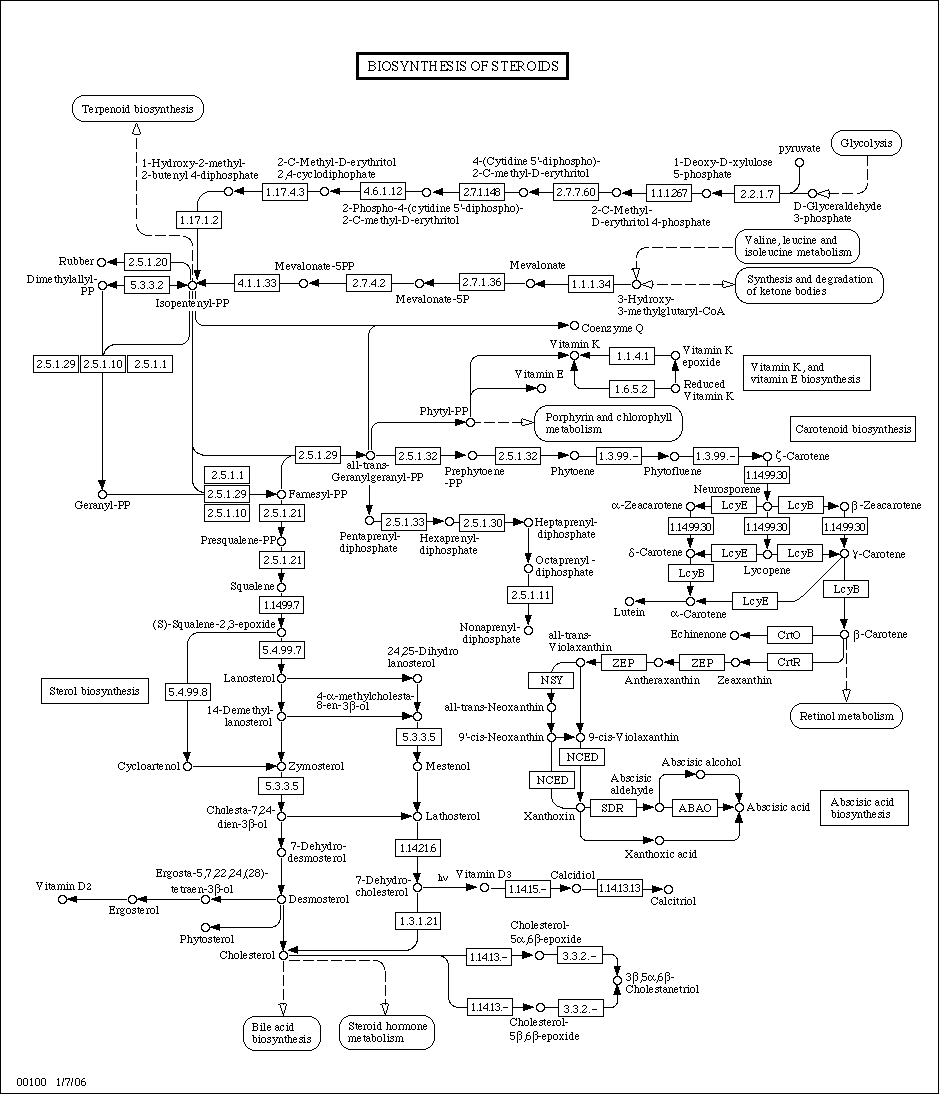 BIOSYNTHESIS OF STEROIDS
Terpenoid biosynthesis
Glycolysis
pyruvate
1-Hydroxy-2-methyl-
2-butenyl 4-diphosphate
2-C-Methyl-D-erythritol
2,4-cyclodiphophate
4-(Cytidine 5'-diphospho)-
2-C-methyl-D-erythritol
1-Deoxy-D-xylulose
5-phosphate
1.17.4.3
4.6.1.12
2.7.1.148
2.7.7.60
1.1.1.267
2.2.1.7
2-Phospho-4-(cytidine 5'-diphospho)-
2-C-methyl-D-erythritol
2-C-Methyl-
D-erythritol 4-phosphate
D-Glyceraldehyde
3-phosphate
1.17.1.2
Valine, leucine and
isoleucine metabolism
Rubber
2.5.1.20
Dimethylallyl-
PP
5.3.3.2
Isopentenyl-PP
4.1.1.33
Mevalonate-5PP
2.7.4.2
Mevalonate-5P
2.7.1.36
Mevalonate
1.1.1.34
3-Hydroxy-
3-methylglutaryl-CoA
Synthesis and degradation
of ketone bodies
Coenzyme Q
2.5.1.29
2.5.1.10
2.5.1.1
Vitamin K
1.1.4.1
Vitamin K
epoxide
Vitamin E
1.6.5.2
Reduced
Vitamin K
Vitamin K, and
vitamin E biosynthesis
Phytyl-PP
Porphyrin and chlorophyll
metabolism
Carotenoid biosynthesis
2.5.1.29
all-trans-
Geranylgeranyl-PP
2.5.1.32
Prephytoene
-PP
2.5.1.32
Phytoene
1.3.99.-
Phytofluene
1.3.99.-
ζ-Carotene
1.14.99.30
Geranyl-PP
2.5.1.1
2.5.1.29
2.5.1.10
Farnesyl-PP
2.5.1.21
Presqualene-PP
2.5.1.21
Squalene
1.14.99.7
Pentaprenyl-
diphosphate
2.5.1.33
Hexaprenyl-
diphosphate
2.5.1.30
Heptaprenyl-
diphosphate
Octaprenyl-
diphosphate
2.5.1.11
Nonaprenyl-
diphosphate
Neurosporene
α-Zeacarotene
LcyE
LcyB
β-Zeacarotene
1.14.99.30
1.14.99.30
1.14.99.30
δ-Carotene
LcyE
LcyB
γ-Carotene
Lycopene
LcyB
LcyE
LcyB
Lutein
α-Carotene
Echinenone
CrtO
β-Carotene
(S)-Squalene-2,3-epoxide
5.4.99.7
5.4.99.8
Lanosterol
24,25-Dihydro
lanosterol
all-trans-
Violaxanthin
ZEP
Antheraxanthin
ZEP
Zeaxanthin
CrtR
Retinol metabolism
Sterol biosynthesis
14-Demethyl-
lanosterol
4-α-methylcholesta-
8-en-3β-ol
NSY
all-trans-Neoxanthin
9'-cis-Neoxanthin
9-cis-Violaxanthin
5.3.3.5
NCED
NCED
Cycloartenol
Zymosterol
Mestenol
5.3.3.5
Xanthoxin
SDR
Abscisic
aldehyde
ABAO
Abscisic alcohol
Abscisic acid
Abscisic acid
biosynthesis
Xanthoxic acid
Cholesta-7,24-
dien-3β-ol
Lathosterol
7-Dehydro-
desmosterol
1.14.21.6
7-Dehydro-
cholesterol
hv
Vitamin D3
1.14.15.-
Calcidiol
1.14.13.13
Calcitriol
Vitamin D2
Ergosterol
Ergosta-5,7,22,24,(28)-
tetraen-3β-ol
Desmosterol
Phytosterol
1.3.1.21
Cholesterol
1.14.13.-
Cholesterol-
5α,6β-epoxide
3.3.2.-
3β,5α,6β-
Cholestanetriol
1.14.13.-
Cholesterol-
5β,6β-epoxide
3.3.2.-
Bile acid
biosynthesis
Steroid hormone
metabolism
00100 1/7/06